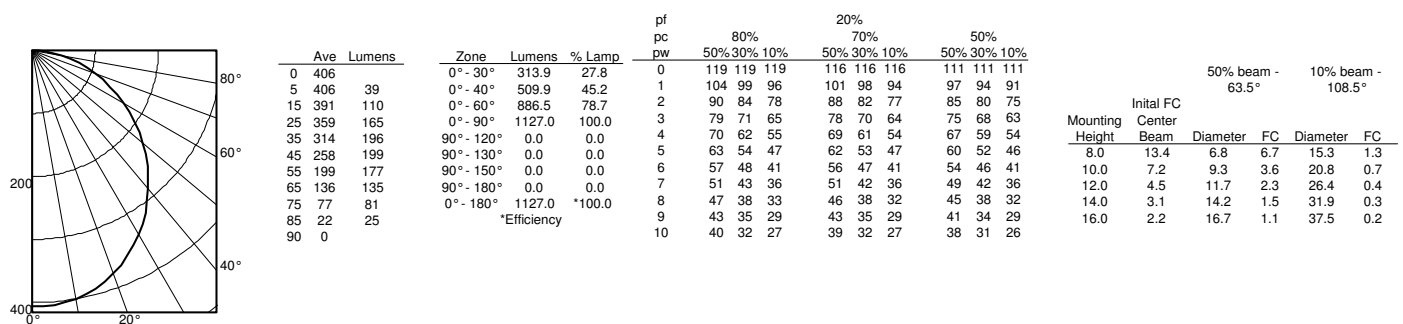 80°
60°
200
40°
400
0° 20°
Ave Lumens
0 406
5 406 39
15 391 110
25 359 165
35 314 196
45 258 199
55 199 177
65 136 135
75 77 81
85 22 25
90 0
Zone Lumens % Lamp
0° - 30° 313.9 27.8
0° - 40° 509.9 45.2
0° - 60° 886.5 78.7
0° - 90° 1127.0 100.0
90° - 120° 0.0 0.0
90° - 130° 0.0 0.0
90° - 150° 0.0 0.0
90° - 180° 0.0 0.0
0° - 180° 1127.0 *100.0
*Efficiency
pf 20%
pc 80% 70% 50%
pw 50% 30% 10% 50% 30% 10% 50% 30% 10%
0 119 119 119 116 116 116 111 111 111
1 104 99 96 101 98 94 97 94 91
2 90 84 78 88 82 77 85 80 75
3 79 71 65 78 70 64 75 68 63
4 70 62 55 69 61 54 67 59 54
5 63 54 47 62 53 47 60 52 46
6 57 48 41 56 47 41 54 46 41
7 51 43 36 51 42 36 49 42 36
8 47 38 33 46 38 32 45 38 32
9 43 35 29 43 35 29 41 34 29
10 40 32 27 39 32 27 38 31 26
50% beam - 10% beam -
63.5° 108.5°
Inital FC
Mounting Center
Height Beam Diameter FC Diameter FC
8.0 13.4 6.8 6.7 15.3 1.3
10.0 7.2 9.3 3.6 20.8 0.7
12.0 4.5 11.7 2.3 26.4 0.4
14.0 3.1 14.2 1.5 31.9 0.3
16.0 2.2 16.7 1.1 37.5 0.2